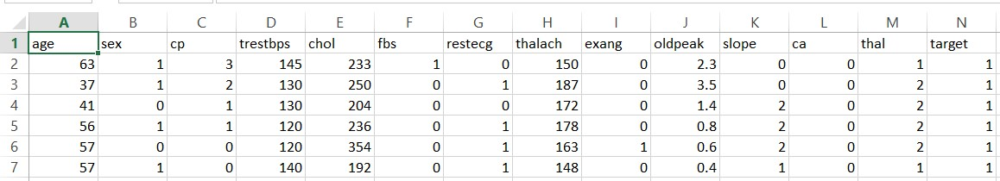 A B C D E F G H I J K L M N
1 age sex cp trestbps chol fbs restecg thalach exang oldpeak slope ca thal target
2 63 1 3 145 233 1 0 150 0 2.3 0 0 1 1
3 37 1 2 130 250 0 1 187 0 3.5 0 0 2 1
4 41 0 1 130 204 0 0 172 0 1.4 2 0 2 1
5 56 1 1 120 236 0 1 178 0 0.8 2 0 2 1
6 57 0 0 120 354 0 1 163 1 0.6 2 0 2 1
7 57 1 0 140 192 0 1 148 0 0.4 1 0 1 1